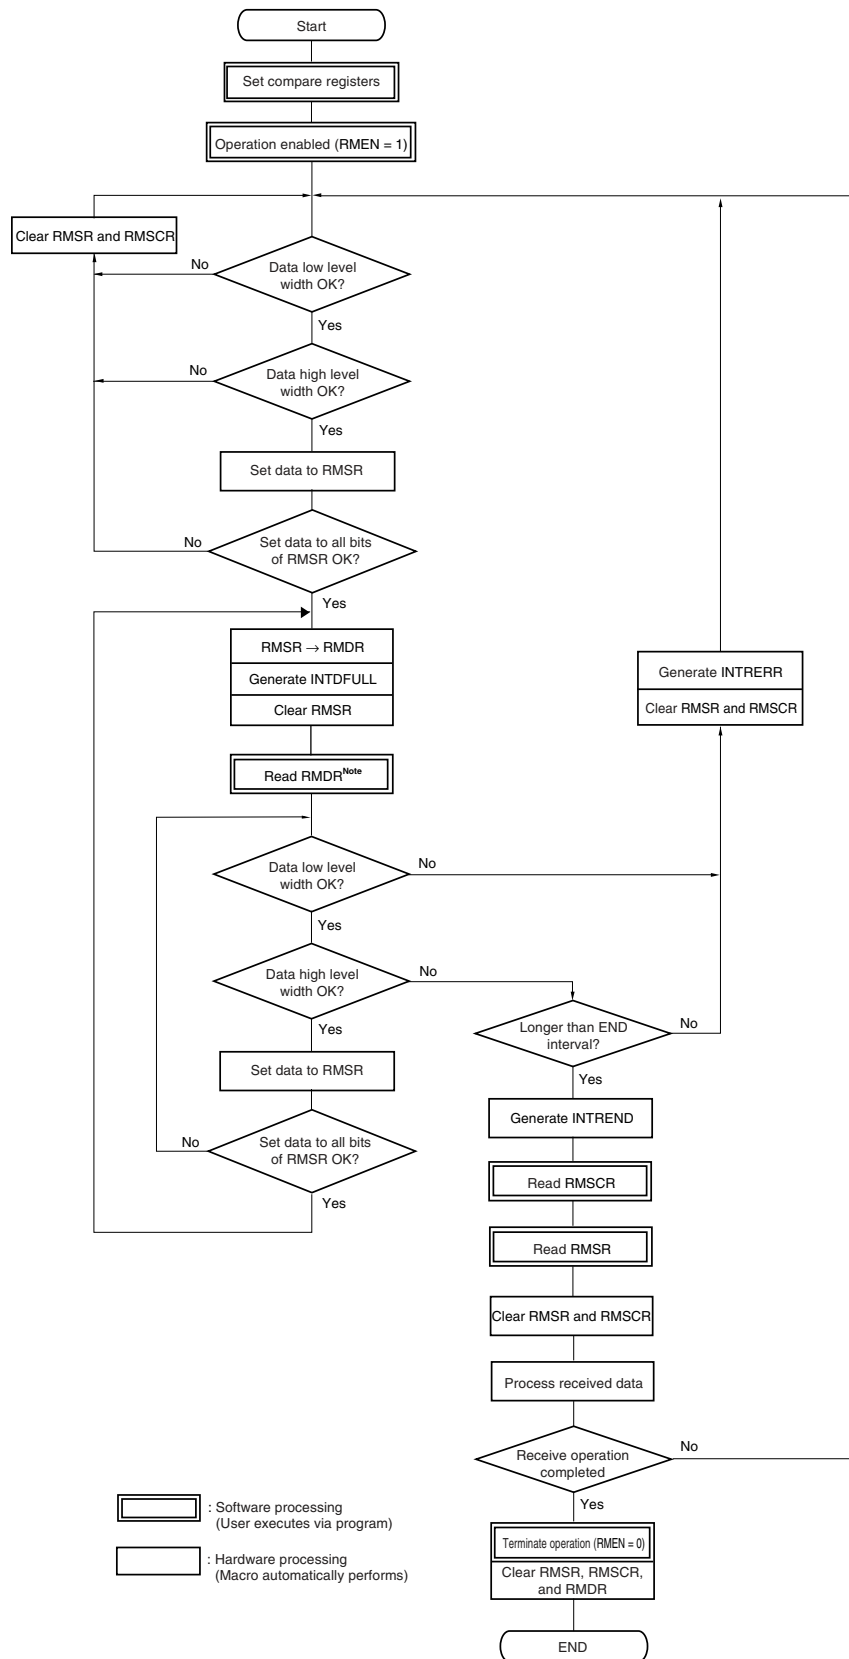 Start
Set compare registers
Operation enabled (RMEN = 1)
Clear RMSR and RMSCR
Data low level
width OK?
No
Yes
Data high level
width OK?
No
Yes
Set data to RMSR
Set data to all bits
of RMSR OK?
No
Yes
RMSR → RMDR
Generate INTDFULL
Clear RMSR
Generate INTRERR
Clear RMSR and RMSCR
Read RMDRNote
Data low level
width OK?
No
Yes
Data high level
width OK?
No
Yes
Longer than END
interval?
No
Yes
Set data to RMSR
Set data to all bits
of RMSR OK?
No
Yes
Generate INTREND
Read RMSCR
Read RMSR
Clear RMSR and RMSCR
Process received data
Receive operation
completed
No
Yes
Terminate operation (RMEN = 0)
Clear RMSR, RMSCR,
and RMDR
END
: Software processing
(User executes via program)
: Hardware processing
(Macro automatically performs)